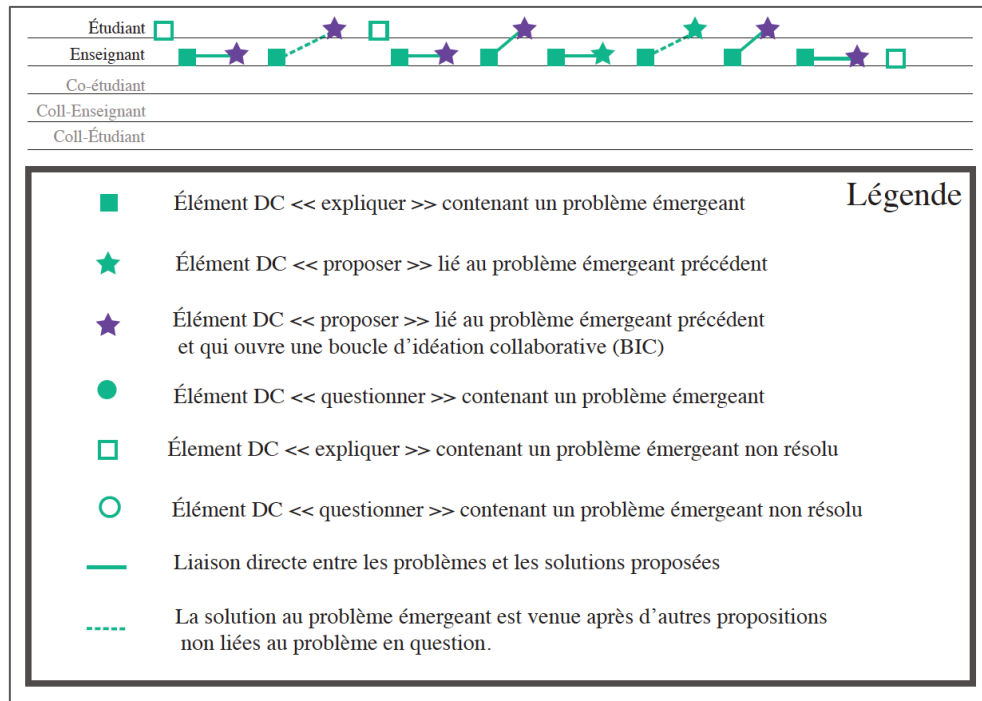 Étudiant
Enseignant
Co-étudiant
Coll-Enseignant
Coll-Étudiant
Légende
Élément DC << expliquer >> contenant un problème émergeant
Élément DC << proposer >> lié au problème émergeant précédent
Élément DC << proposer >> lié au problème émergeant précédent
et qui ouvre une boucle d'idéation collaborative (BIC)
Élément DC << questionner >> contenant un problème émergeant
Élement DC << expliquer >> contenant un problème émergeant non résolu
Élément DC << questionner >> contenant un problème émergeant non résolu
Liaison directe entre les problèmes et les solutions proposées
La solution au problème émergeant est venue après d'autres propositions
non liées au problème en question.